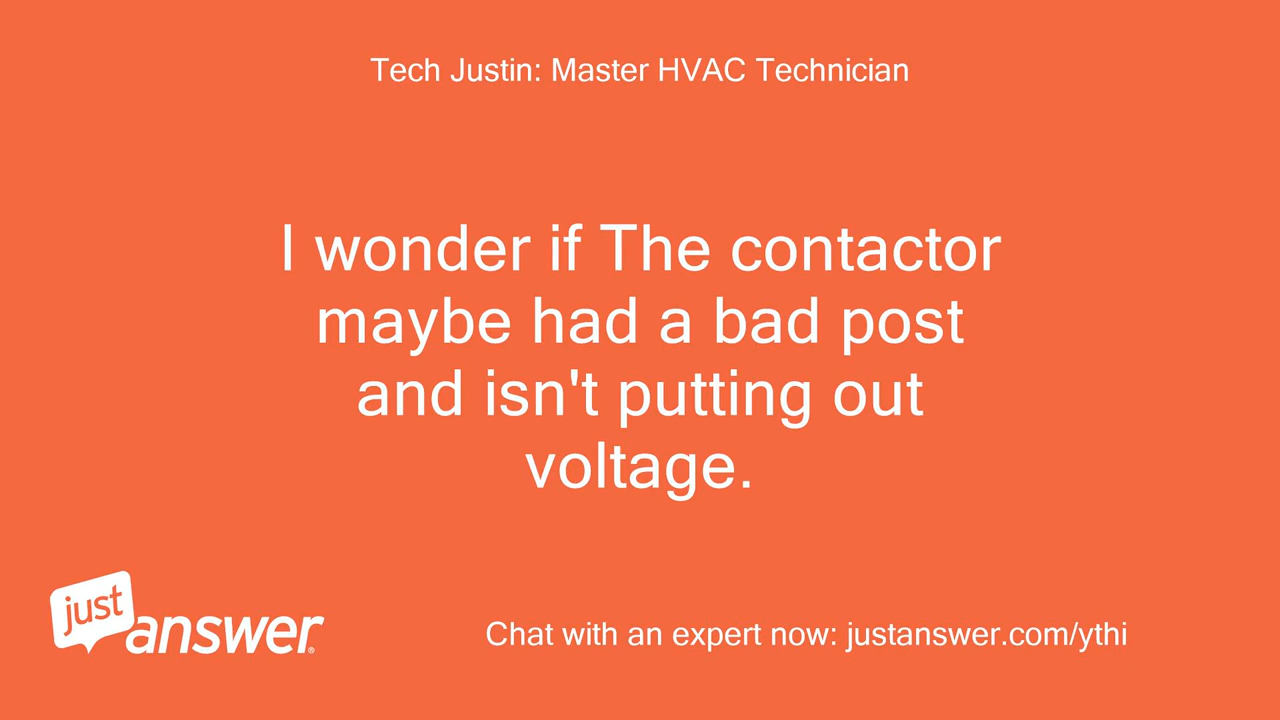 Tech Justin: Master HVAC Technician
I wonder if The contactor
maybe had a bad post
and isn't putting out
voltage.
just
answer®
Chat with an expert now: justanswer.com/ythi